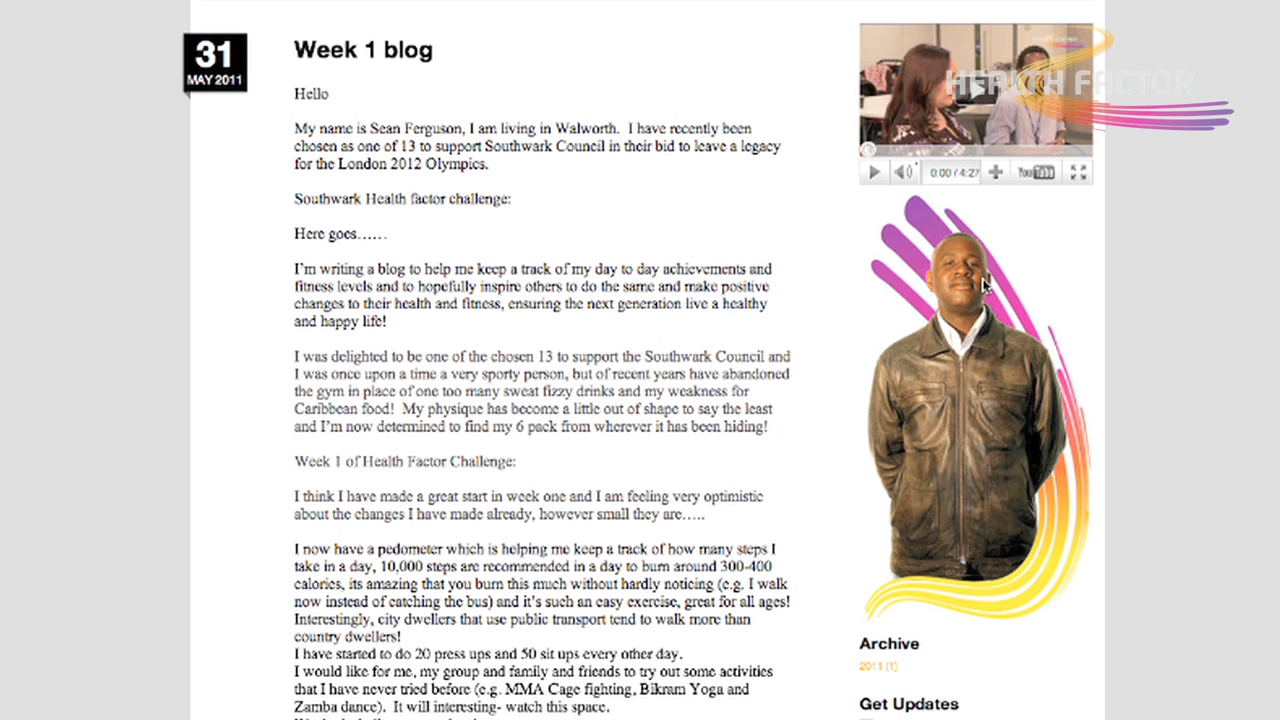 31
MAY 2011
Week 1 blog
Hello
My name is Sean Ferguson, I am living in Walworth.  I have recently been
chosen as one of 13 to support Southwark Council in their bid to leave a legacy
for the London 2012 Olympics.
Southwark Health factor challenge:
Here goes......
I'm writing a blog to help me keep a track of my day to day achievements and
fitness levels and to hopefully inspire others to do the same and make positive
changes to their health and fitness, ensuring the next generation live a healthy
and happy life!
I was delighted to be one of the chosen 13 to support the Southwark Council and
I was once upon a time a very sporty person, but of recent years have abandoned
the gym in place of one too many sweat fizzy drinks and my weakness for
Caribbean food!  My physique has become a little out of shape to say the least
and I'm now determined to find my 6 pack from wherever it has been hiding!
Week 1 of Health Factor Challenge:
I think I have made a great start in week one and I am feeling very optimistic
about the changes I have made already, however small they are.....
I now have a pedometer which is helping me keep a track of how many steps I
take in a day, 10,000 steps are recommended in a day to burn around 300-400
calories, its amazing that you burn this much without hardly noticing (e.g. I walk
now instead of catching the bus) and it's such an easy exercise, great for all ages!
Interestingly, city dwellers that use public transport tend to walk more than
country dwellers!
I have started to do 20 press ups and 50 sit ups every other day.
I would like for me, my group and family and friends to try out some activities
that I have never tried before (e.g. MMA Cage fighting, Bikram Yoga and
Zamba dance).  It will interesting- watch this space.
HEALTH FACTOR
0:00 / 4:27
YouTube
Archive
2011 (1)
Get Updates